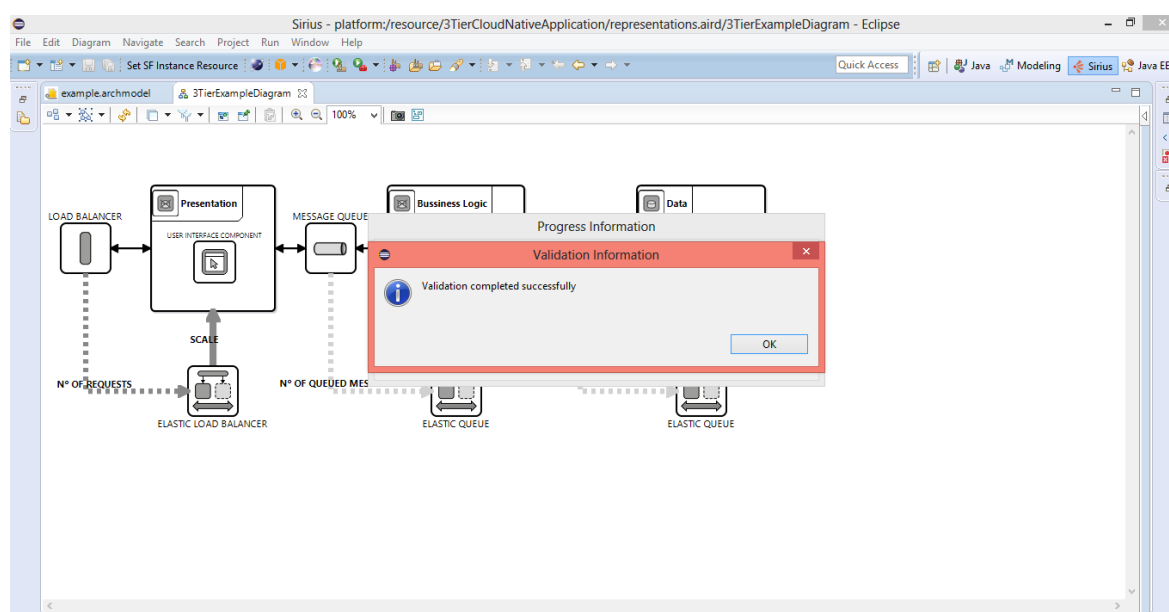 Sirius - platform:/resource/3TierCloudNativeApplication/representations.aird/3TierExampleDiagram - Eclipse
File Edit Diagram Navigate Search Project Run Window Help
Set SF Instance Resource Quick Access Java Modeling Sirius Java EE
example.archmodel 3TierExampleDiagram
100%
Presentation Bussiness Logic Data
LOAD BALANCER MESSAGE QUEUE
USER INTERFACE COMPONENT
Progress Information
Validation Information
Validation completed successfully
OK
SCALE
Nº OF REQUESTS Nº OF QUEUED MES
ELASTIC LOAD BALANCER ELASTIC QUEUE ELASTIC QUEUE